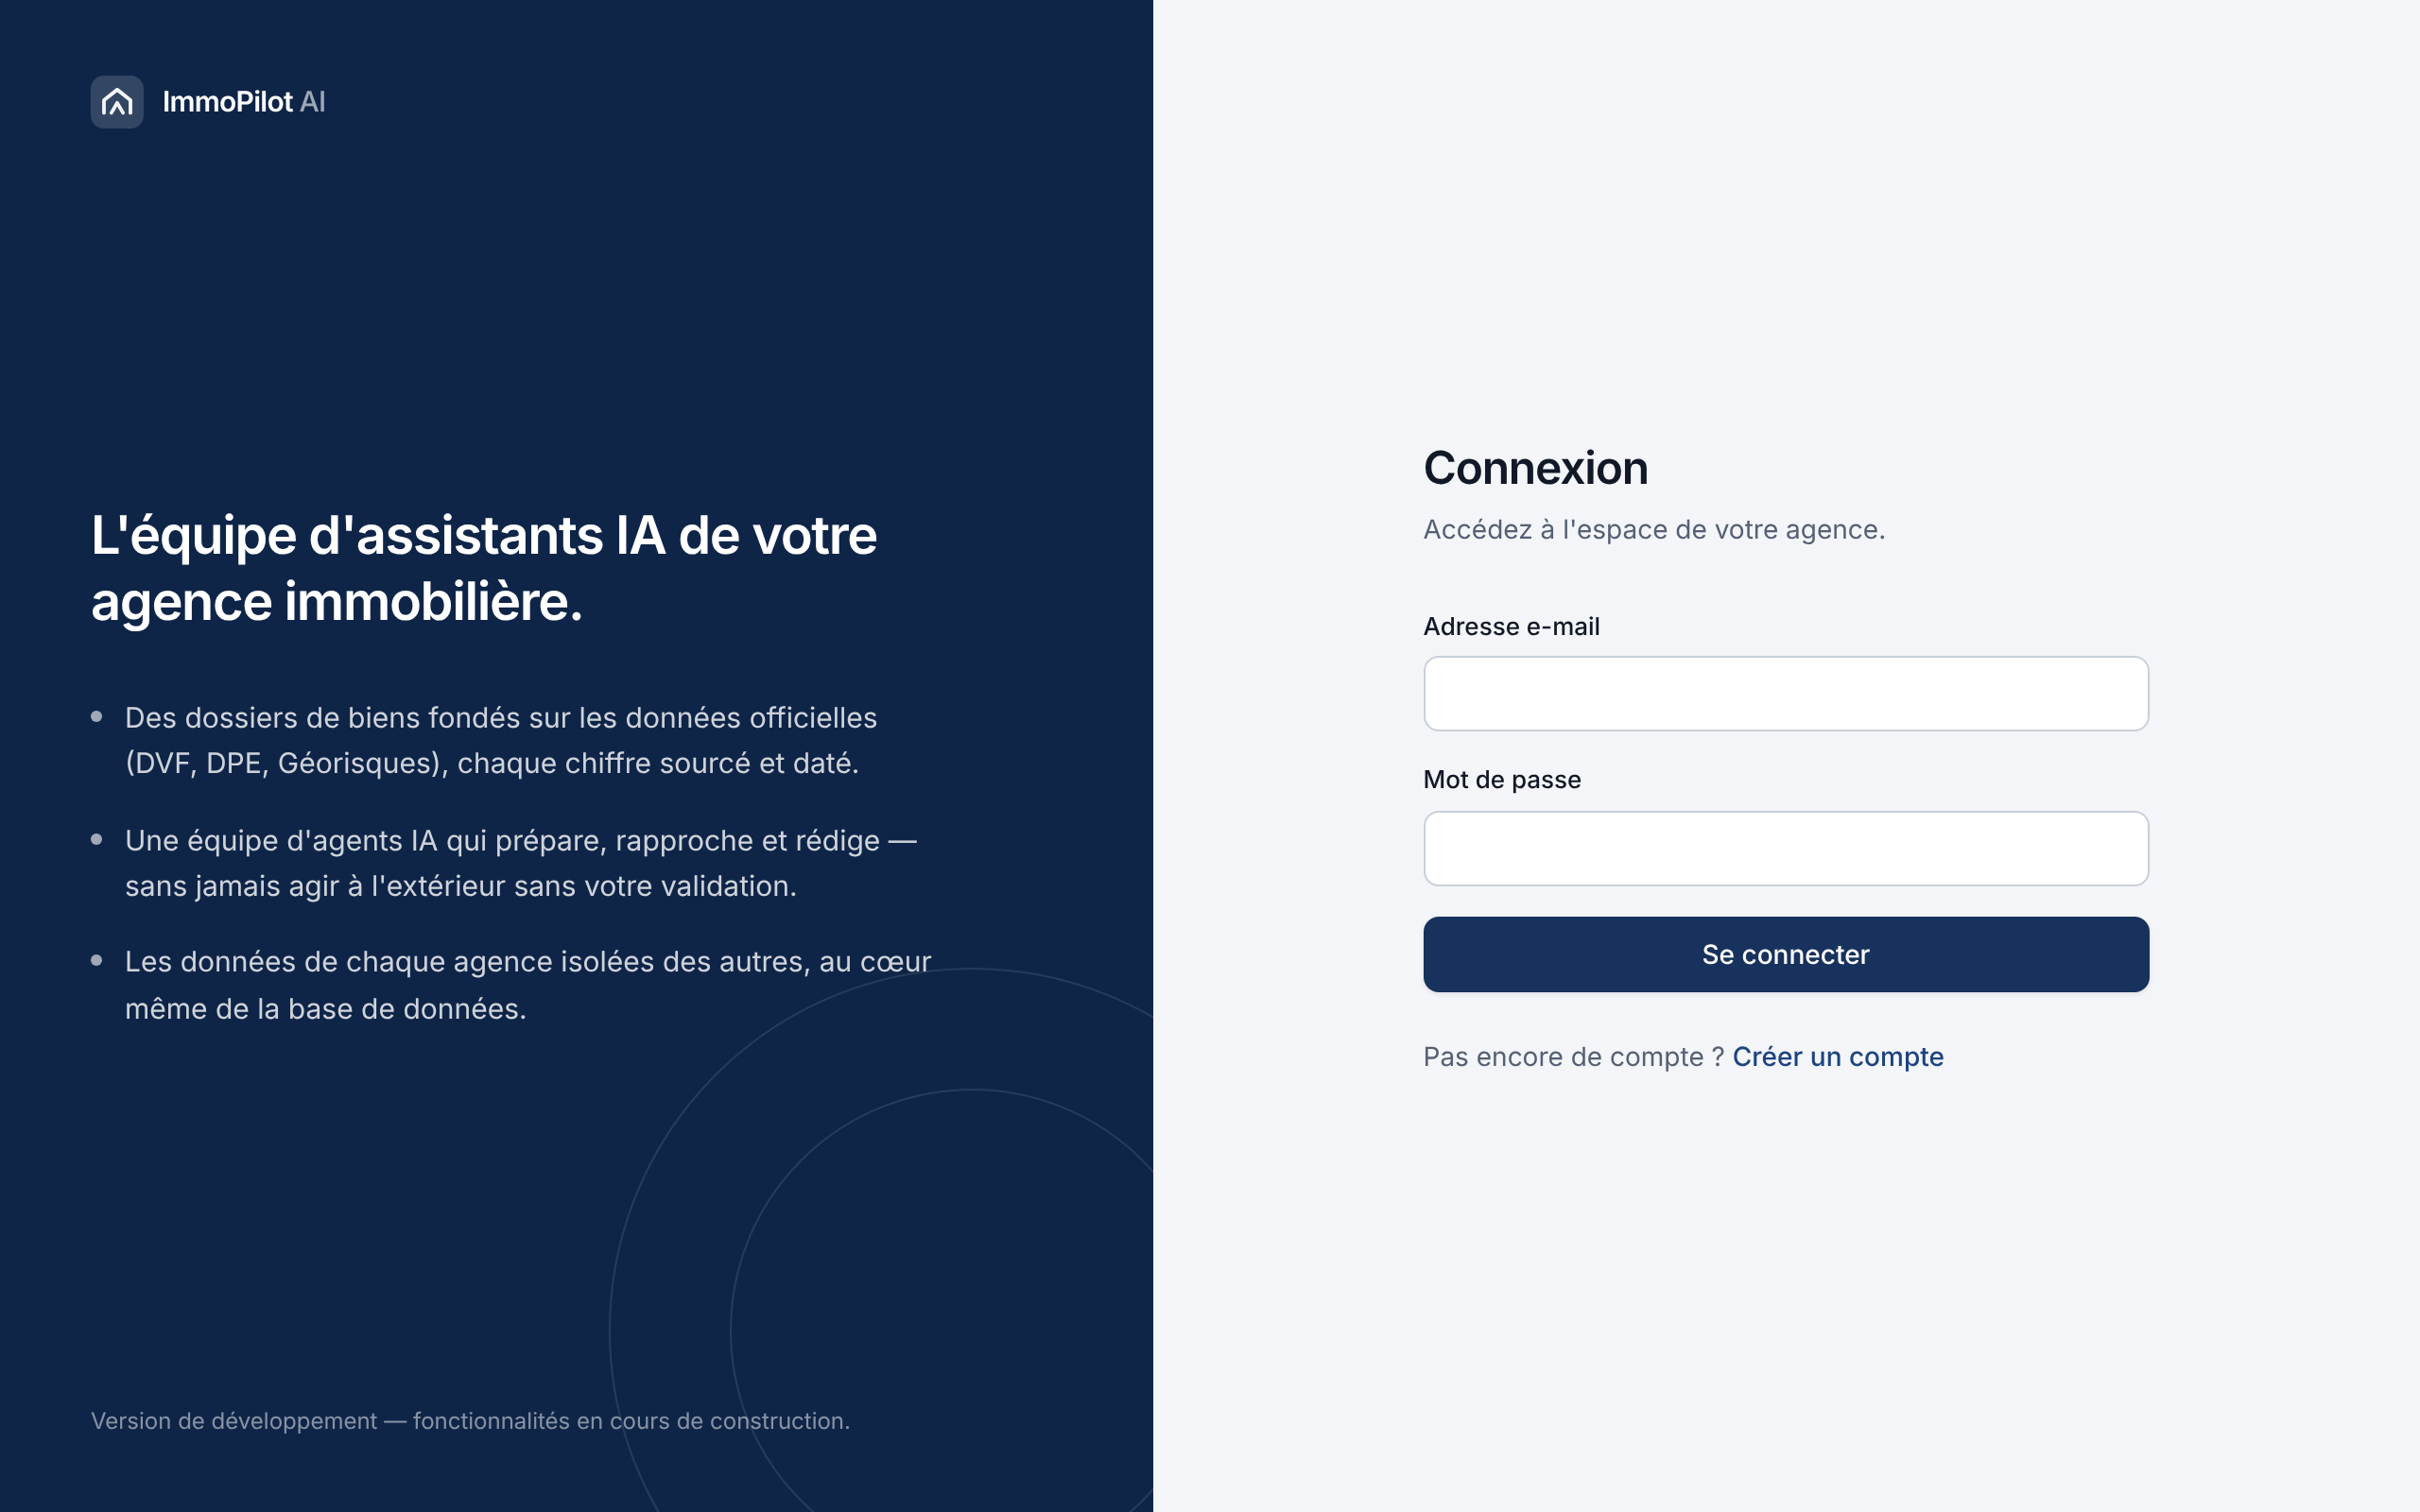 ImmoPilot AI
L'équipe d'assistants IA de votre
agence immobilière.
Des dossiers de biens fondés sur les données officielles
(DVF, DPE, Géorisques), chaque chiffre sourcé et daté.
Une équipe d'agents IA qui prépare, rapproche et rédige —
sans jamais agir à l'extérieur sans votre validation.
Les données de chaque agence isolées des autres, au cœur
même de la base de données.
Version de développement — fonctionnalités en cours de construction.
Connexion
Accédez à l'espace de votre agence.
Adresse e-mail
Mot de passe
Se connecter
Pas encore de compte ? Créer un compte